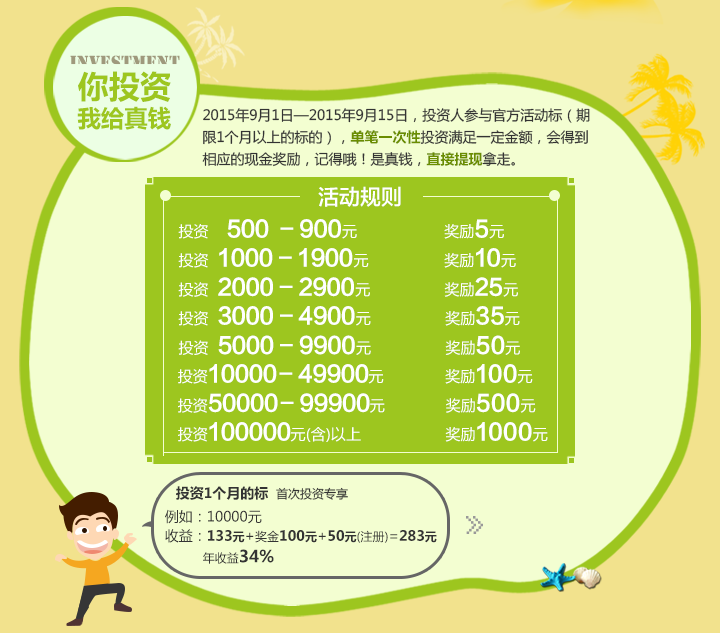 INVESTMENT
你投资
我给真钱
2015年9月1日—2015年9月15日，投资人参与官方活动标（期
限1个月以上的标的），单笔一次性投资满足一定金额，会得到
相应的现金奖励，记得哦！是真钱，直接提现拿走。
活动规则
投资 500 －900元 奖励5元
投资 1000－1900元 奖励10元
投资 2000－2900元 奖励25元
投资 3000－4900元 奖励35元
投资 5000－9900元 奖励50元
投资10000－49900元 奖励100元
投资50000－99900元 奖励500元
投资100000元(含)以上 奖励1000元
投资1个月的标 首次投资专享
例如：10000元
收益：133元+奖金100元+50元(注册)=283元
年收益34%